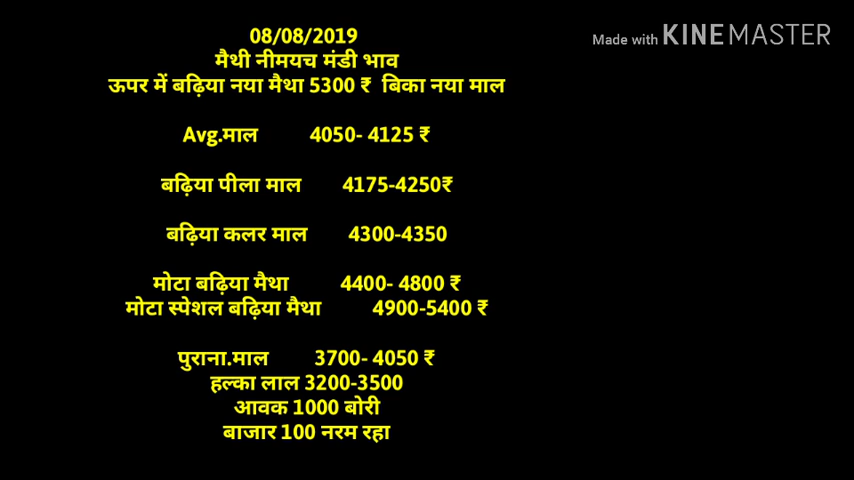 08/08/2019
Made with KINEMASTER
मैथी नीमयच मंडी भाव
ऊपर में बढ़िया नया मैथा 5300 ₹ बिका नया माल
Avg.माल 4050- 4125 ₹
बढ़िया पीला माल 4175-4250₹
बढ़िया कलर माल 4300-4350
मोटा बढ़िया मैथा 4400- 4800 ₹
मोटा स्पेशल बढ़िया मैथा 4900-5400 ₹
पुराना.माल 3700- 4050 ₹
हल्का लाल 3200-3500
आवक 1000 बोरी
बाजार 100 नरम रहा